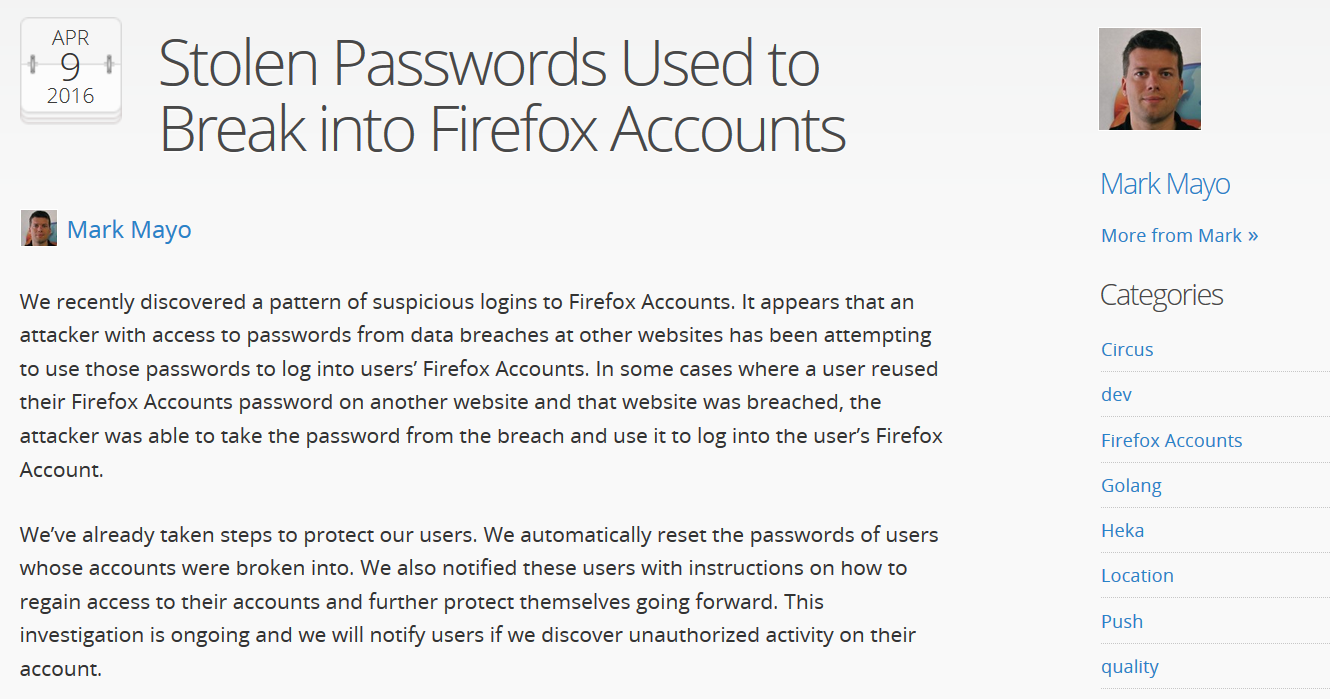 APR
9
2016
Stolen Passwords Used to
Break into Firefox Accounts
Mark Mayo
We recently discovered a pattern of suspicious logins to Firefox Accounts. It appears that an
attacker with access to passwords from data breaches at other websites has been attempting
to use those passwords to log into users’ Firefox Accounts. In some cases where a user reused
their Firefox Accounts password on another website and that website was breached, the
attacker was able to take the password from the breach and use it to log into the user’s Firefox
Account.
We’ve already taken steps to protect our users. We automatically reset the passwords of users
whose accounts were broken into. We also notified these users with instructions on how to
regain access to their accounts and further protect themselves going forward. This
investigation is ongoing and we will notify users if we discover unauthorized activity on their
account.
Mark Mayo
More from Mark »
Categories
Circus
dev
Firefox Accounts
Golang
Heka
Location
Push
quality